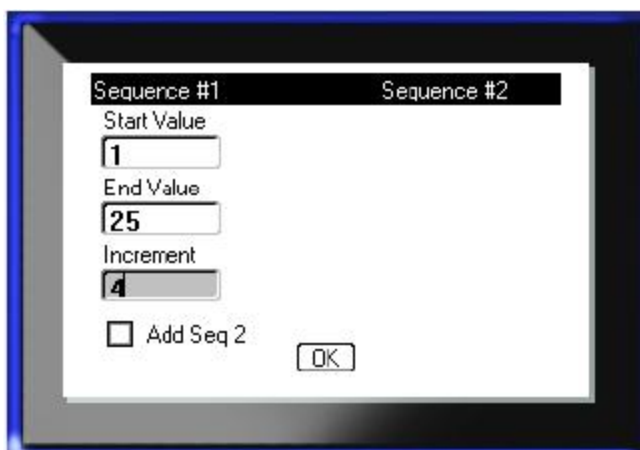 Sequence #1 Sequence #2
Start Value
1
End Value
25
Increment
4
Add Seq 2
OK